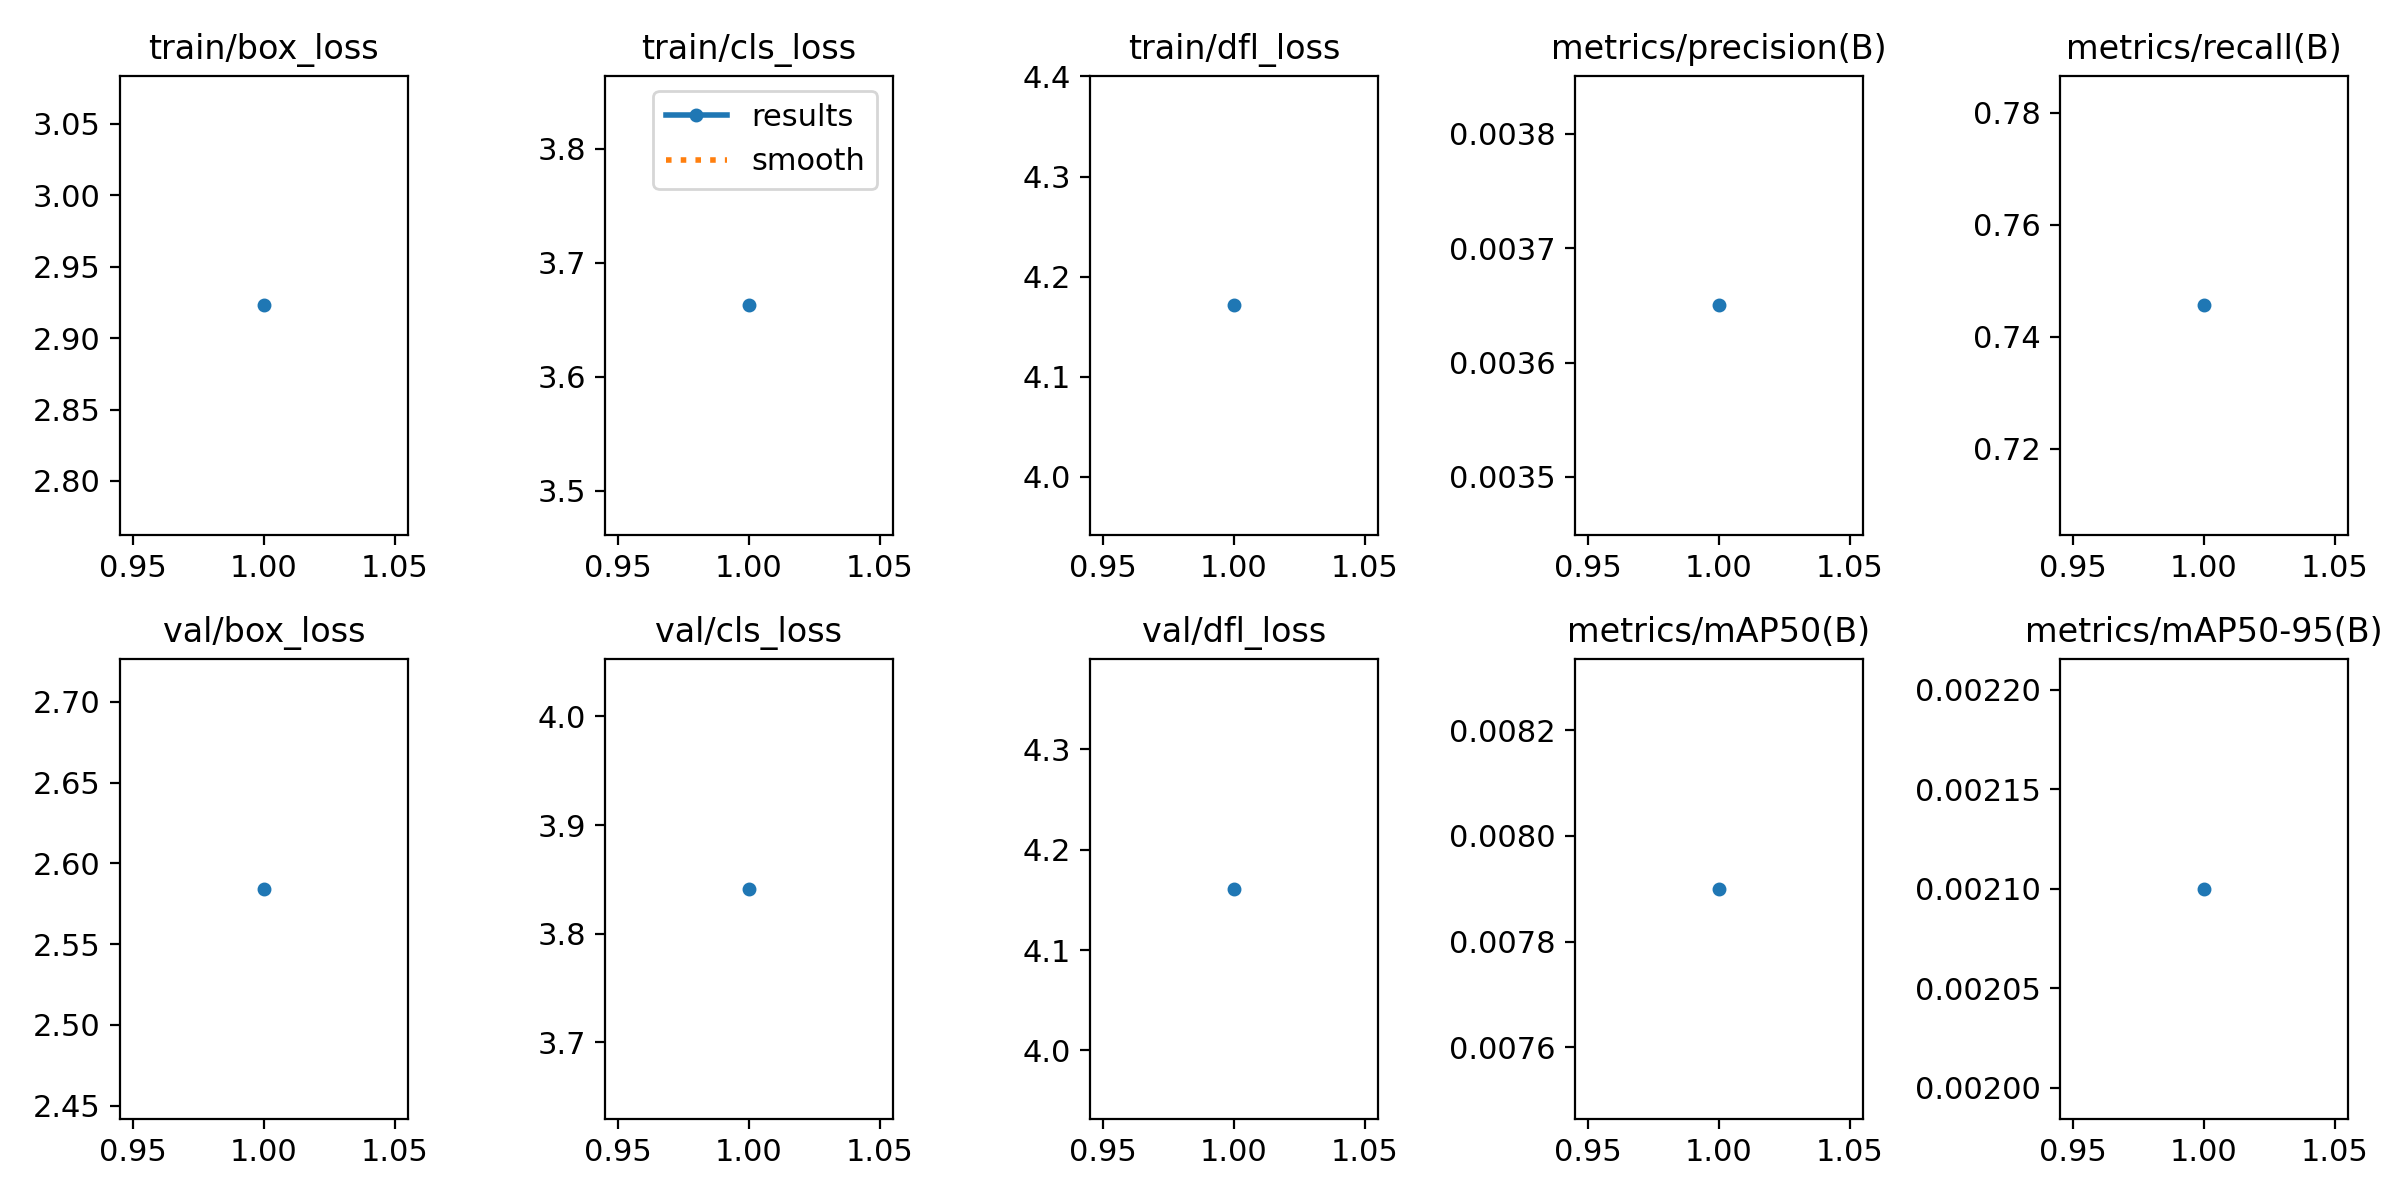 train/box_loss
3.05
3.00
2.95
2.90
2.85
2.80
0.95 1.00 1.05
train/cls_loss
results
smooth
3.8
3.7
3.6
3.5
0.95 1.00 1.05
train/dfl_loss
4.4
4.3
4.2
4.1
4.0
0.95 1.00 1.05
metrics/precision(B)
0.0038
0.0037
0.0036
0.0035
0.95 1.00 1.05
metrics/recall(B)
0.78
0.76
0.74
0.72
0.95 1.00 1.05
val/box_loss
2.70
2.65
2.60
2.55
2.50
2.45
0.95 1.00 1.05
val/cls_loss
4.0
3.9
3.8
3.7
0.95 1.00 1.05
val/dfl_loss
4.3
4.2
4.1
4.0
0.95 1.00 1.05
metrics/mAP50(B)
0.0082
0.0080
0.0078
0.0076
0.95 1.00 1.05
metrics/mAP50-95(B)
0.00220
0.00215
0.00210
0.00205
0.00200
0.95 1.00 1.05